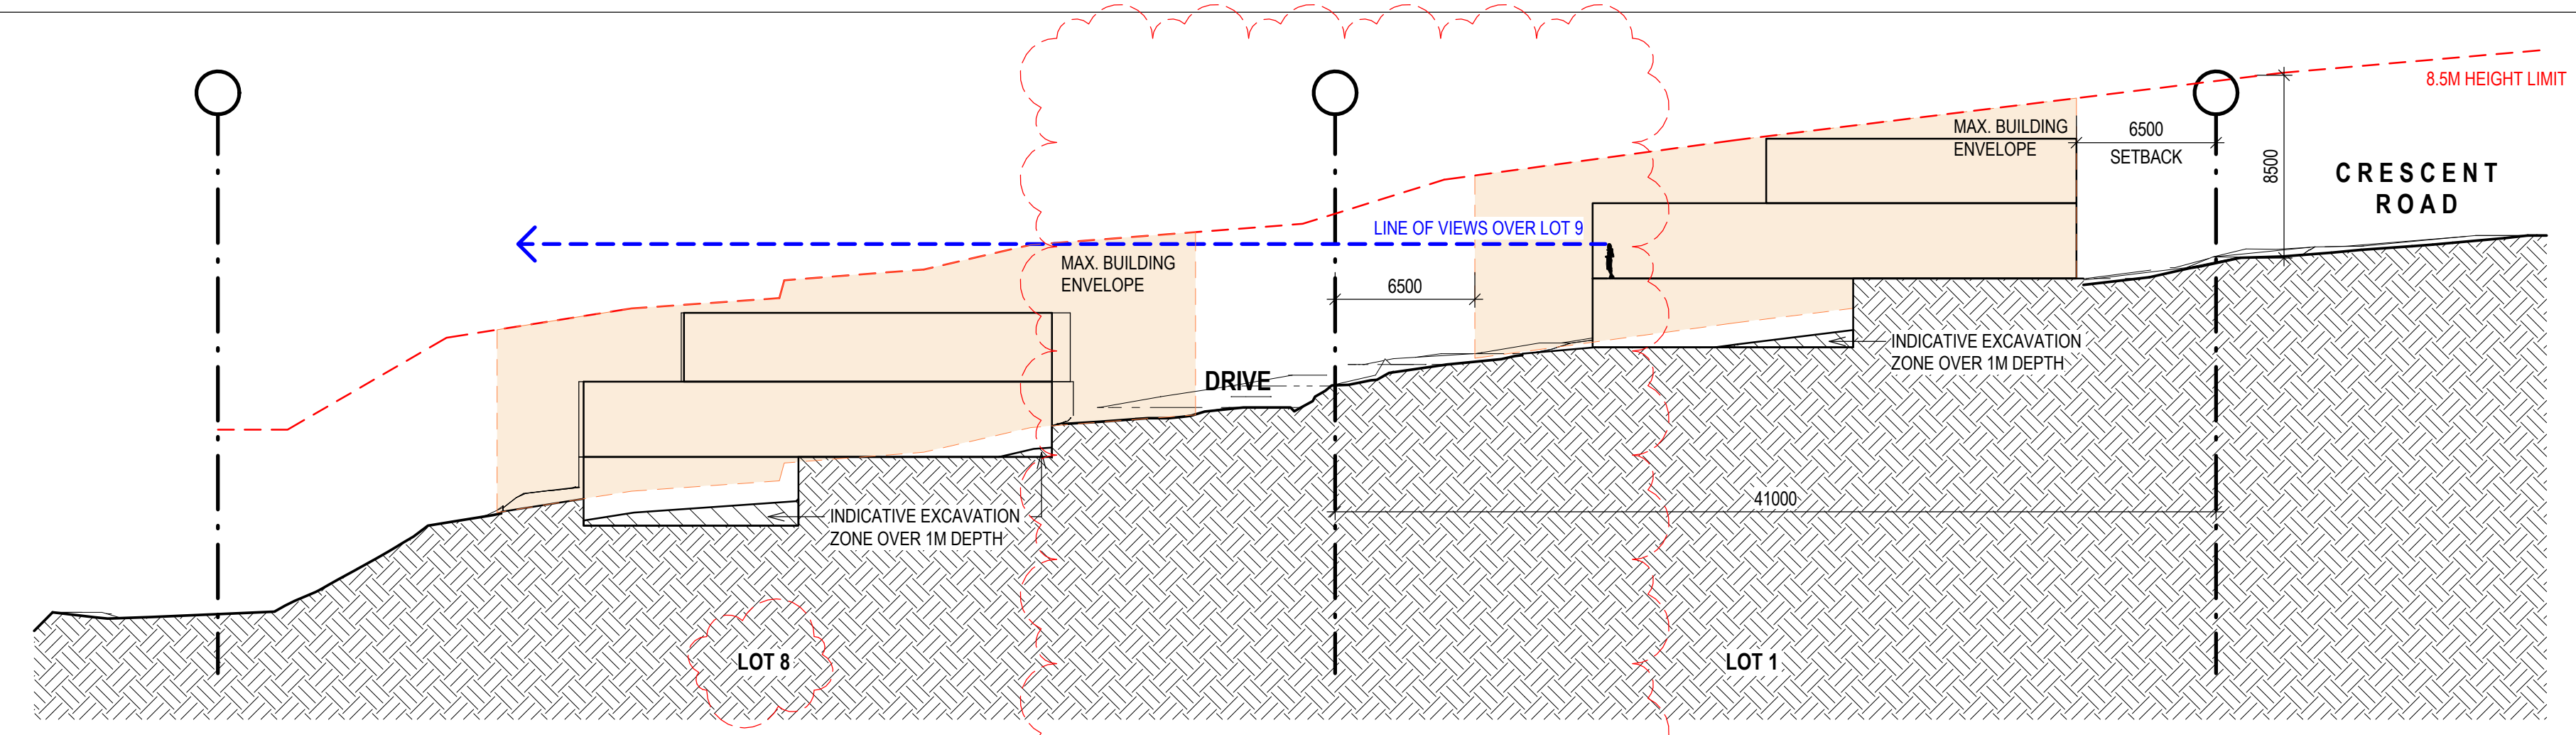 8.5M HEIGHT LIMIT
MAX. BUILDING
ENVELOPE
6500
SETBACK
8500
CRESCENT
ROAD
LINE OF VIEWS OVER LOT 9
MAX. BUILDING
ENVELOPE
6500
INDICATIVE EXCAVATION
ZONE OVER 1M DEPTH
DRIVE
41000
INDICATIVE EXCAVATION
ZONE OVER 1M DEPTH
LOT 8
LOT 1